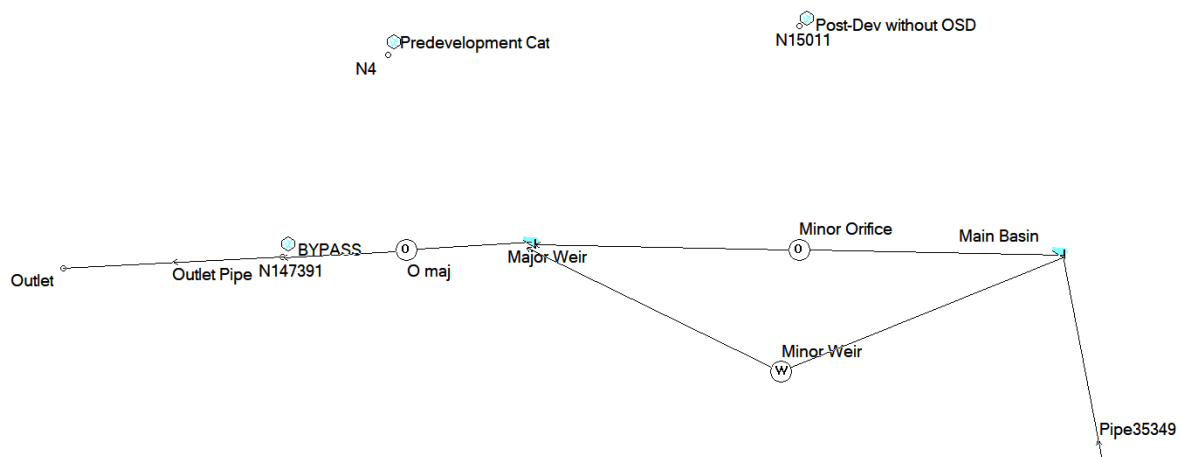 Post-Dev without OSD
N15011
Predevelopment Cat
N4
Minor Orifice
O
Main Basin
BYPASS
O
Major Weir
O maj
N147391
Outlet Pipe
Outlet
Minor Weir
W
Pipe35349